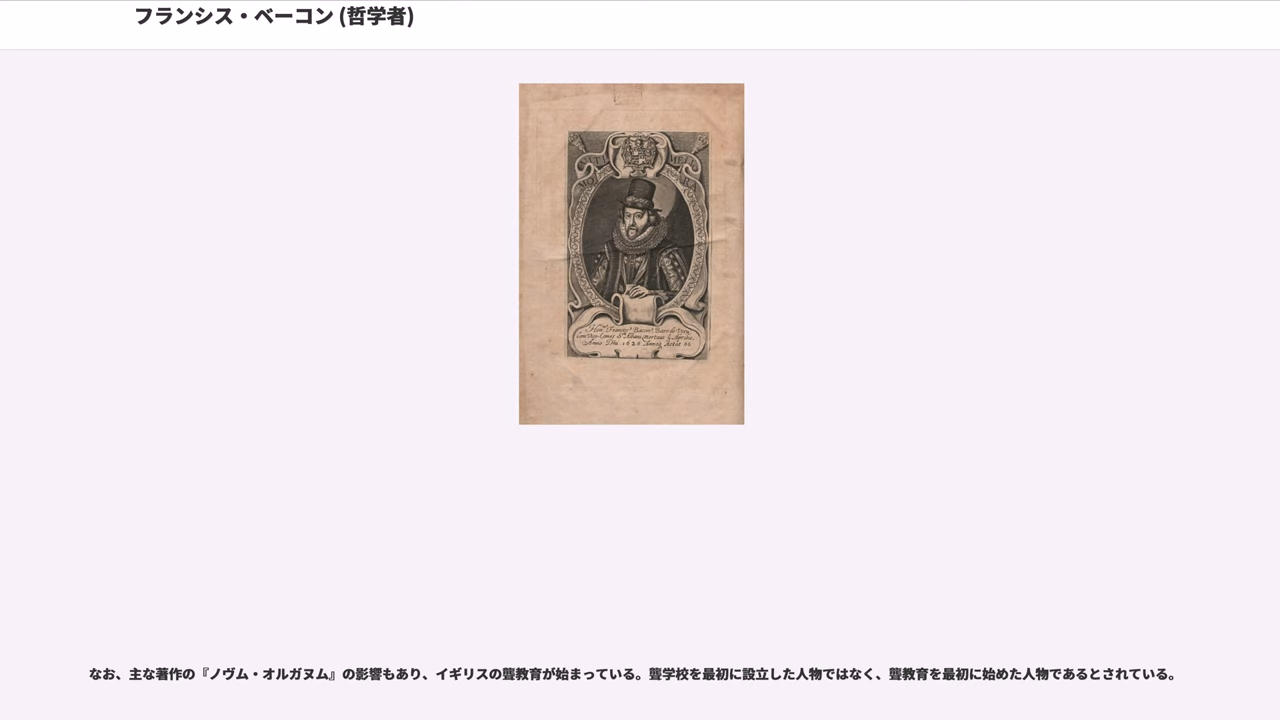 フランシス・ベーコン (哲学者)
Anno Dni 1626
なお、主な著作の『ノヴム・オルガヌム』の影響もあり、イギリスの聾教育が始まっている。聾学校を最初に設立した人物ではなく、聾教育を最初に始めた人物であるとされている。